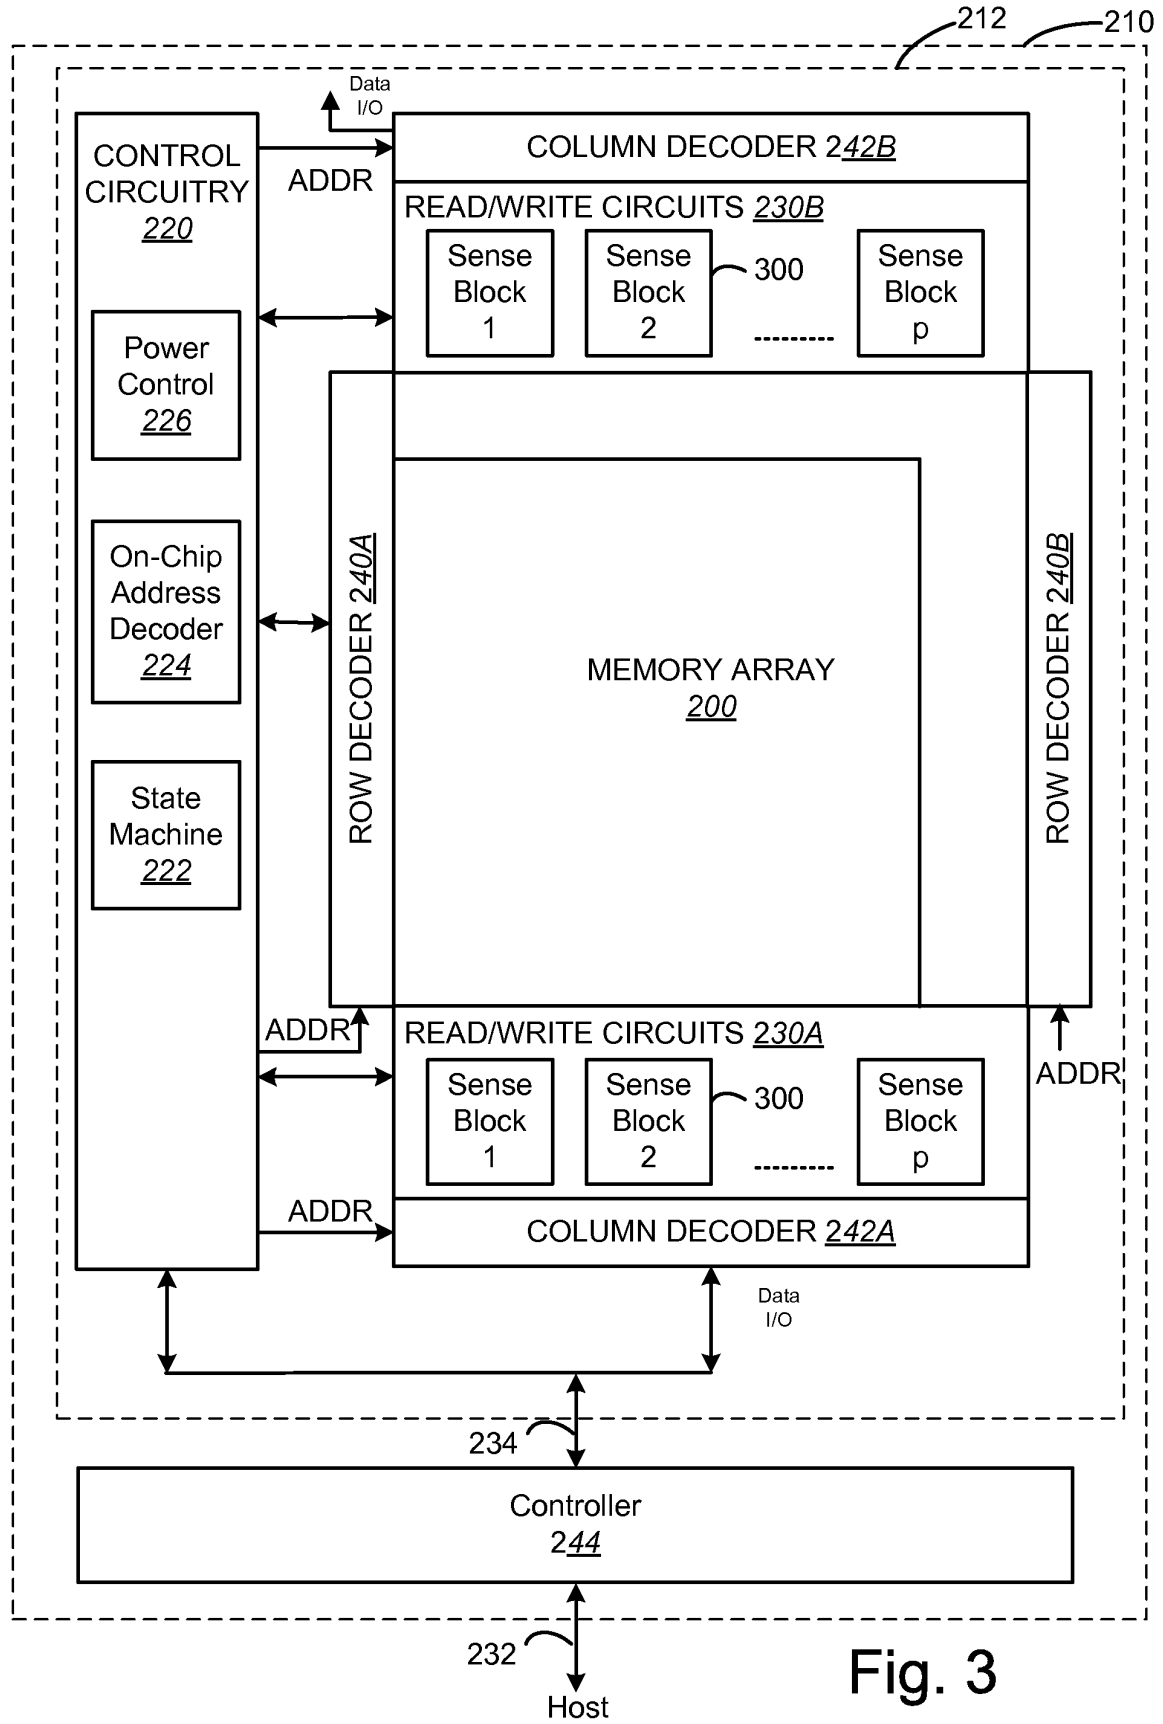 212
210
Data
I/O
CONTROL
CIRCUITRY
220
ADDR
COLUMN DECODER 242B
READ/WRITE CIRCUITS 230B
Sense
Block
1
Sense
Block
2
300
Sense
Block
p
Power
Control
226
On-Chip
Address
Decoder
224
State
Machine
222
ROW DECODER 240A
MEMORY ARRAY
200
ROW DECODER 240B
ADDR
READ/WRITE CIRCUITS 230A
Sense
Block
1
Sense
Block
2
300
Sense
Block
p
ADDR
ADDR
COLUMN DECODER 242A
Data
I/O
234
Controller
244
232
Host
Fig. 3